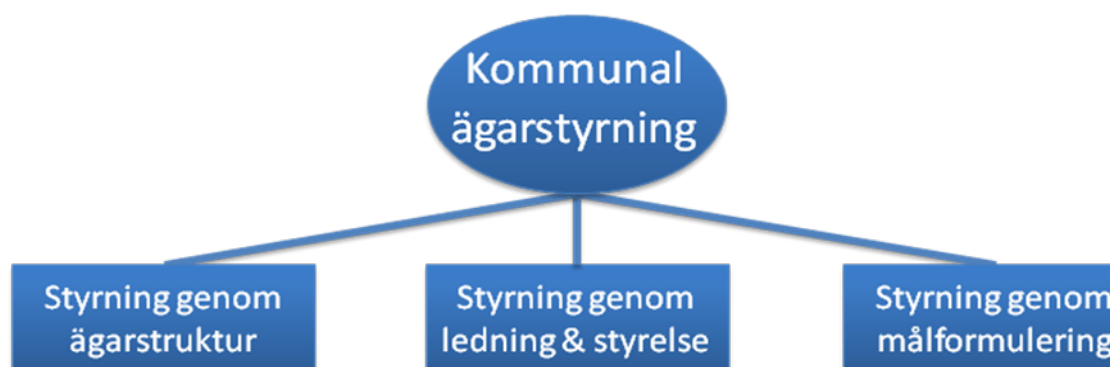 Kommunal
ägarstyrning
Styrning genom
ägarstruktur
Styrning genom
ledning & styrelse
Styrning genom
målformulering